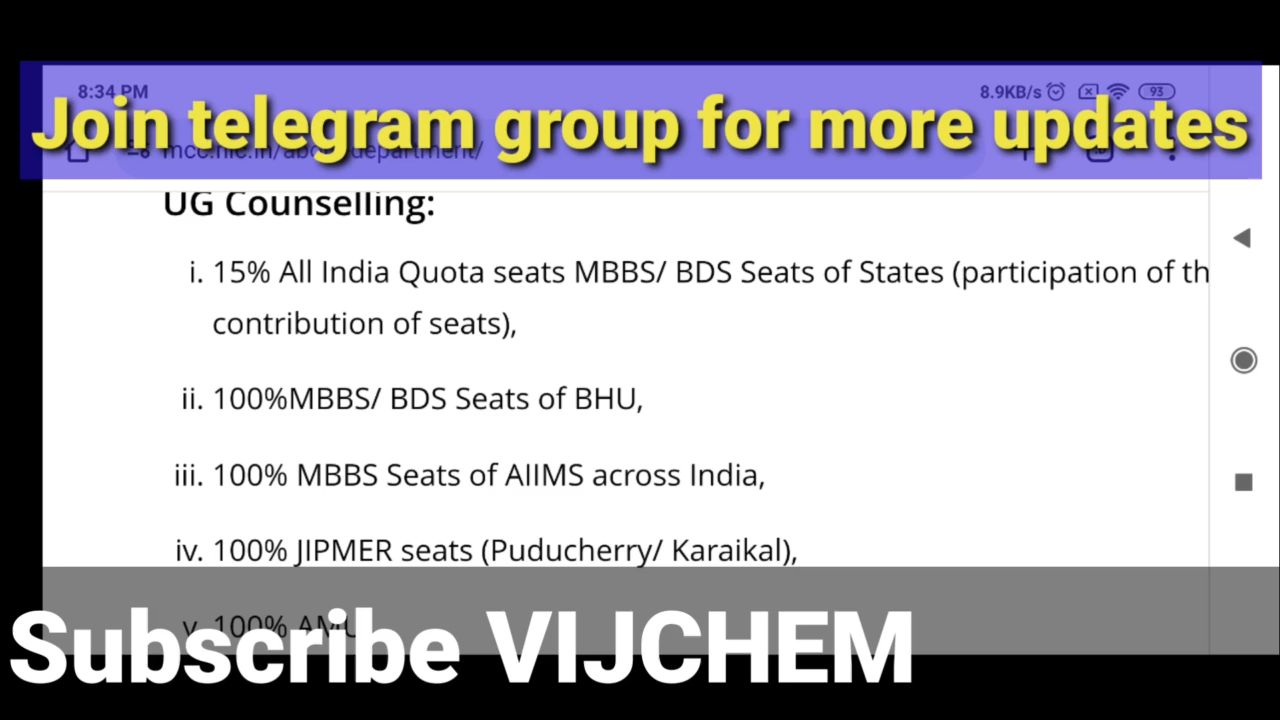 8:34 PM
8.9KB/s
93
Join telegram group for more updates
UG Counselling:
i. 15% All India Quota seats MBBS/ BDS Seats of States (participation of th
contribution of seats),
ii. 100%MBBS/ BDS Seats of BHU,
iii. 100% MBBS Seats of AIIMS across India,
iv. 100% JIPMER seats (Puducherry/ Karaikal),
v. 100% AMU
Subscribe VIJCHEM